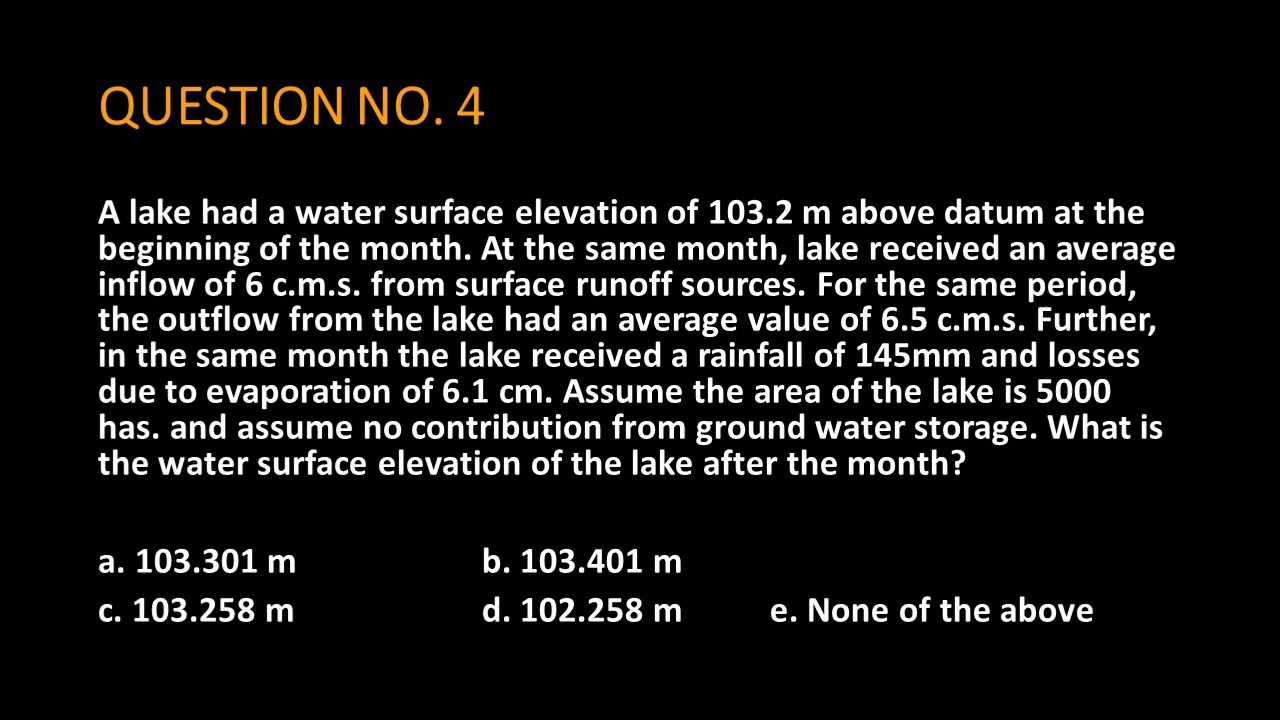 QUESTION NO. 4
A lake had a water surface elevation of 103.2 m above datum at the
beginning of the month. At the same month, lake received an average
inflow of 6 c.m.s. from surface runoff sources. For the same period,
the outflow from the lake had an average value of 6.5 c.m.s. Further,
in the same month the lake received a rainfall of 145mm and losses
due to evaporation of 6.1 cm. Assume the area of the lake is 5000
has. and assume no contribution from ground water storage. What is
the water surface elevation of the lake after the month?
a. 103.301 m b. 103.401 m
c. 103.258 m d. 102.258 m e. None of the above